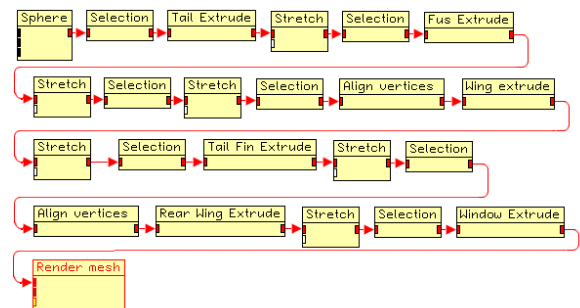 Sphere Selection Tail Extrude Stretch Selection Fus Extrude
Stretch Selection Stretch Selection Align vertices Wing extrude
Stretch Selection Tail Fin Extrude Stretch Selection
Align vertices Rear Wing Extrude Stretch Selection Window Extrude
Render mesh